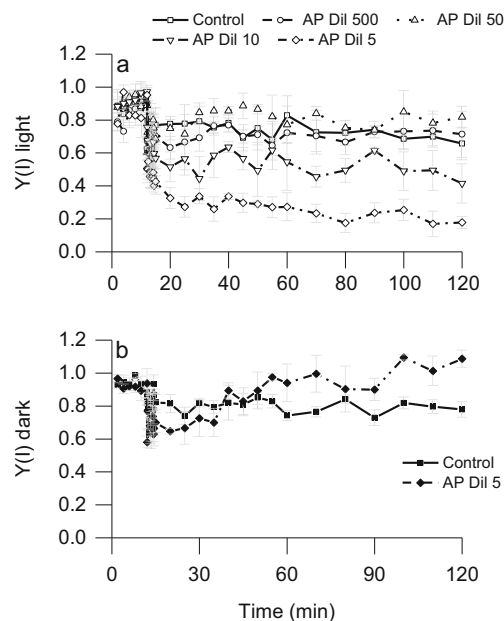 Control AP Dil 500 AP Dil 50
AP Dil 10 AP Dil 5
a
Y(I) light
1.2
1.0
0.8
0.6
0.4
0.2
0.0
0 20 40 60 80 100 120
b
Y(I) dark
1.2
1.0
0.8
0.6
0.4
0.2
0.0
Control
AP Dil 5
0 30 60 90 120
Time (min)